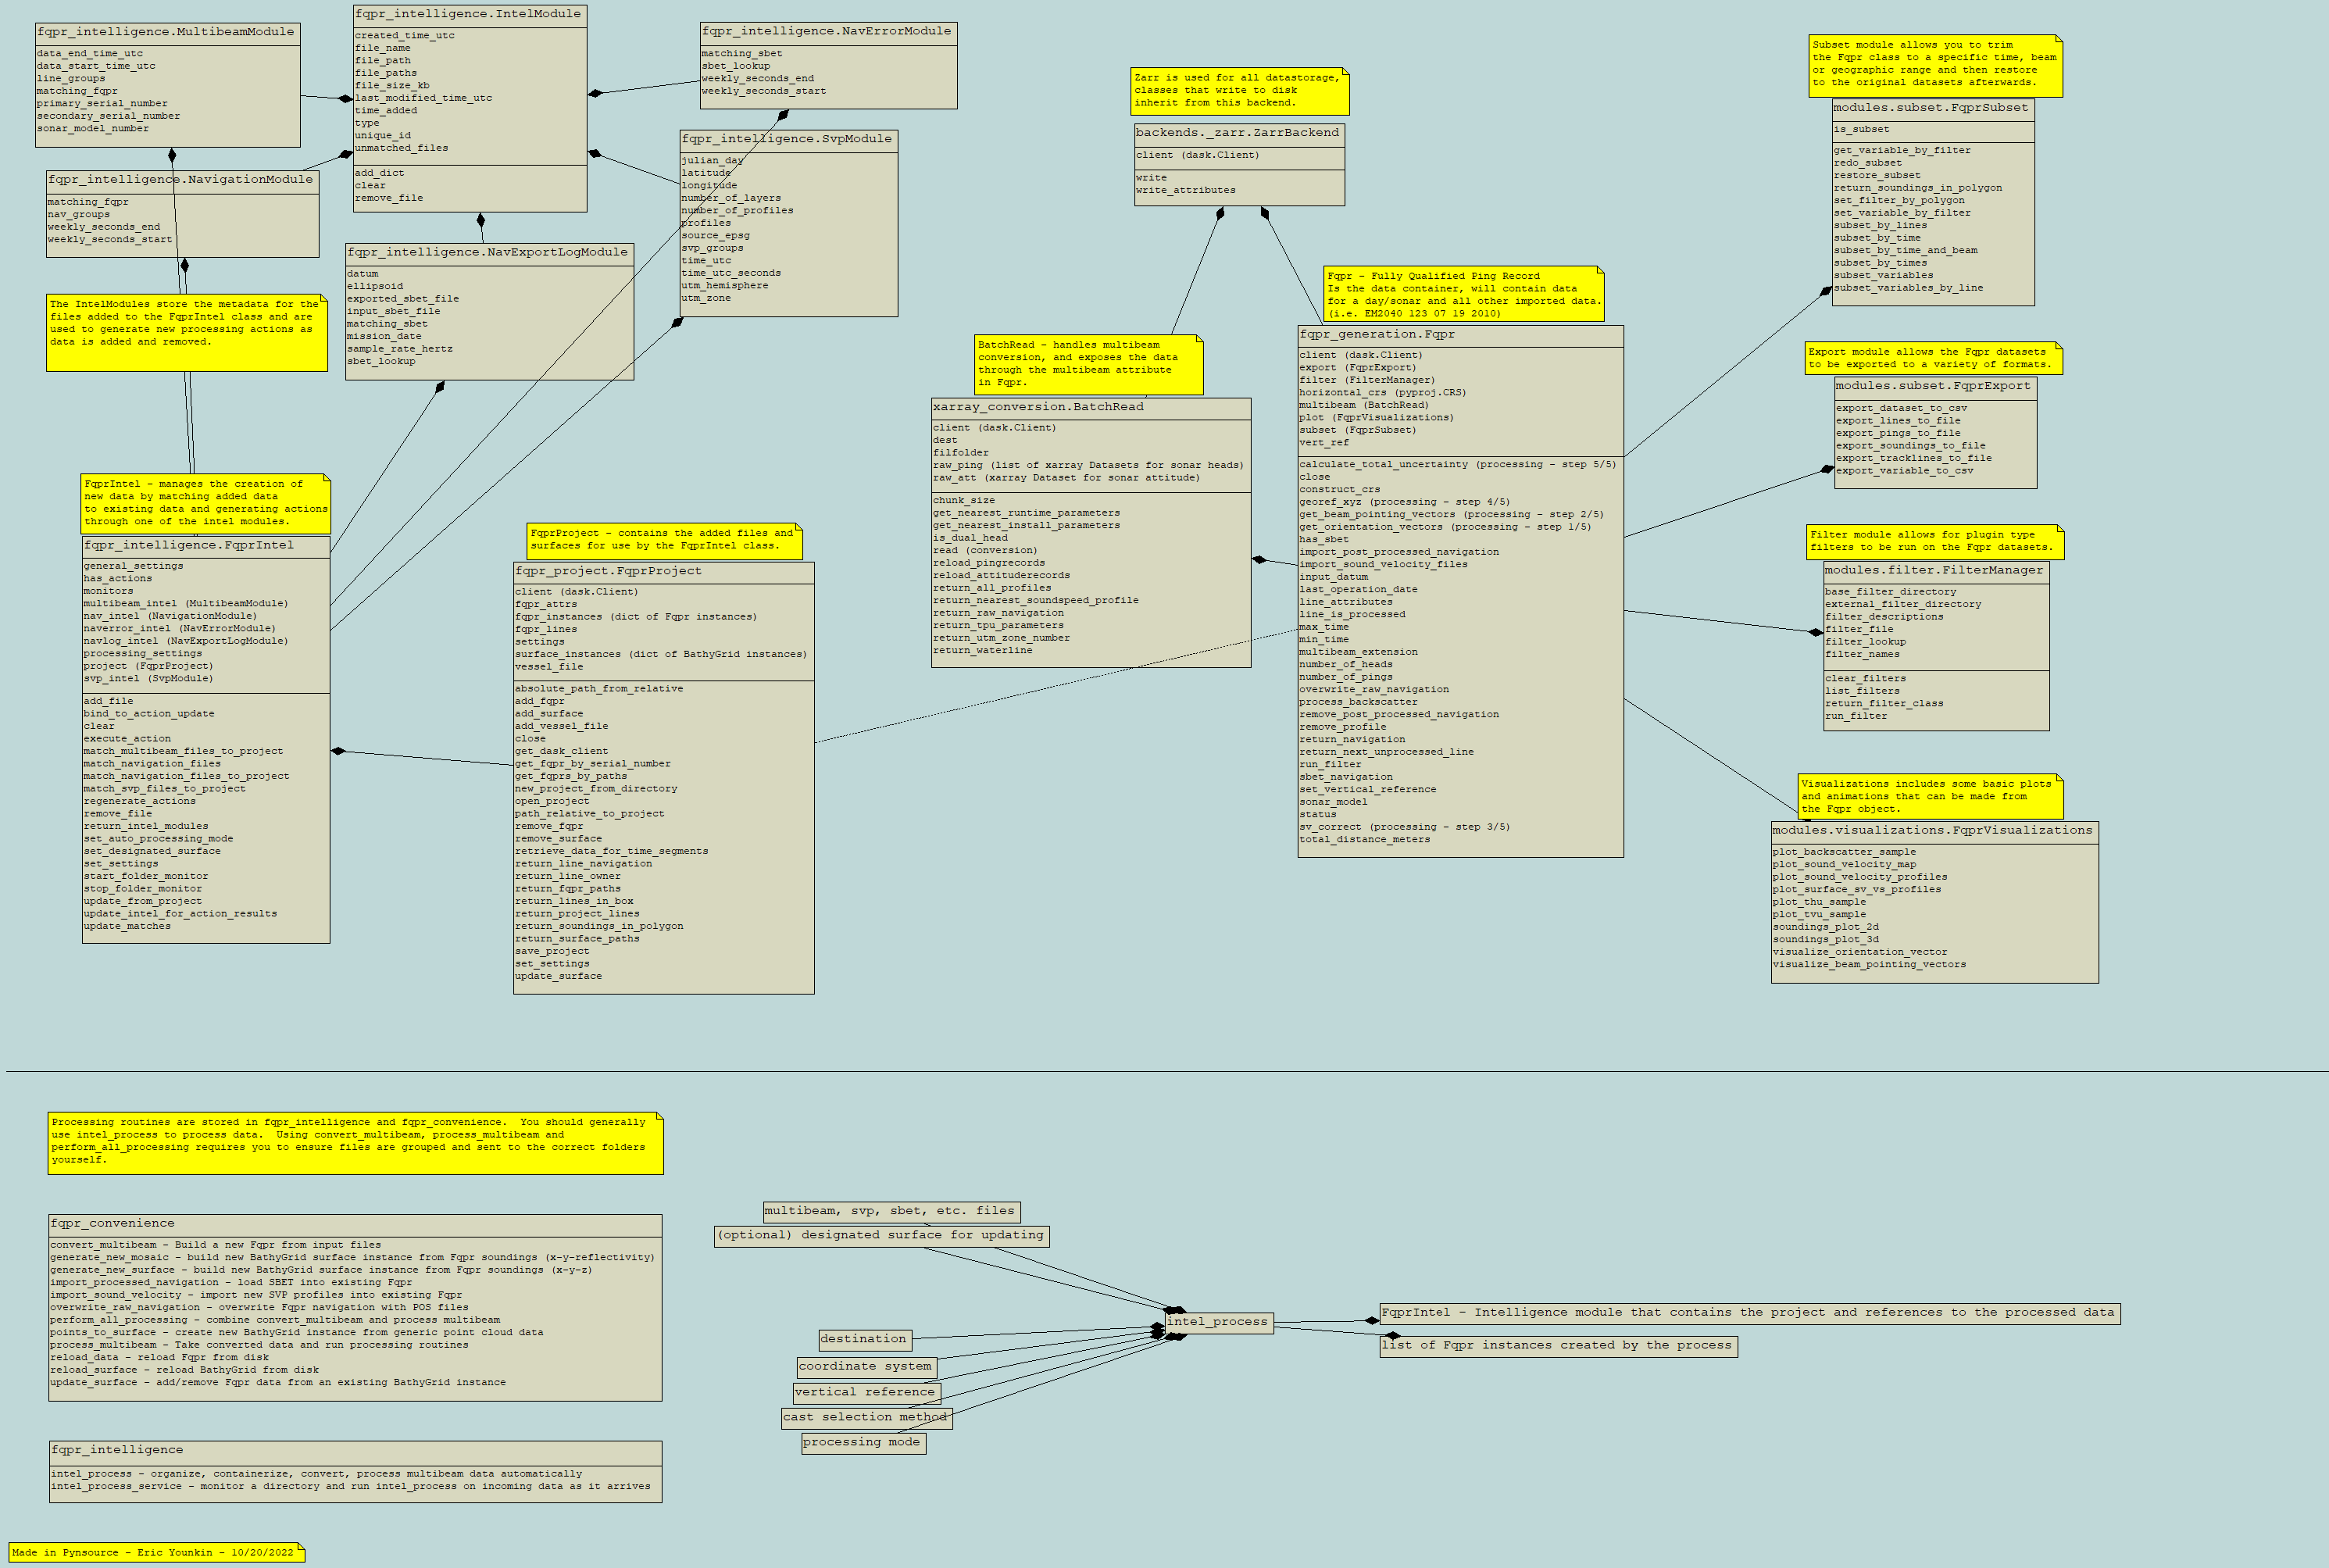 fqpr_intelligence.MultibeamModule
data_end_time_utc
data_start_time_utc
line_groups
matching_fqpr
primary_serial_number
secondary_serial_number
sonar_model_number
fqpr_intelligence.IntelModule
created_time_utc
file_name
file_path
file_paths
file_size_kb
last_modified_time_utc
time_added
type
unique_id
unmatched_files
add_dict
clear
remove_file
fqpr_intelligence.NavErrorModule
matching_sbet
sbet_lookup
weekly_seconds_end
weekly_seconds_start
fqpr_intelligence.NavigationModule
matching_fqpr
nav_groups
weekly_seconds_end
weekly_seconds_start
fqpr_intelligence.SvpModule
julian_day
latitude
longitude
number_of_layers
number_of_profiles
profiles
source_epsg
svp_groups
time_utc
time_utc_seconds
utm_hemisphere
utm_zone
fqpr_intelligence.NavExportLogModule
datum
ellipsoid
exported_sbet_file
input_sbet_file
matching_sbet
mission_date
sample_rate_hertz
sbet_lookup
The IntelModules store the metadata for the
files added to the FqprIntel class and are
used to generate new processing actions as
data is added and removed.
FqprIntel - manages the creation of
new data by matching added data
to existing data and generating actions
through one of the intel modules.
fqpr_intelligence.FqprIntel
general_settings
has_actions
monitors
multibeam_intel (MultibeamModule)
nav_intel (NavigationModule)
naverror_intel (NavErrorModule)
navlog_intel (NavExportLogModule)
processing_settings
project (FqprProject)
svp_intel (SvpModule)
add_file
bind_to_action_update
clear
execute_action
match_multibeam_files_to_project
match_navigation_files
match_navigation_files_to_project
match_svp_files_to_project
regenerate_actions
remove_file
return_intel_modules
set_auto_processing_mode
set_designated_surface
set_settings
start_folder_monitor
stop_folder_monitor
update_from_project
update_intel_for_action_results
update_matches
FqprProject - contains the added files and
surfaces for use by the FqprIntel class.
fqpr_project.FqprProject
client (dask.Client)
fqpr_attrs
fqpr_instances (dict of Fqpr instances)
fqpr_lines
settings
surface_instances (dict of BathyGrid instances)
vessel_file
absolute_path_from_relative
add_fqpr
add_surface
add_vessel_file
close
get_dask_client
get_fqpr_by_serial_number
get_fqprs_by_paths
new_project_from_directory
open_project
path_relative_to_project
remove_fqpr
remove_surface
retrieve_data_for_time_segments
return_line_navigation
return_line_owner
return_fqpr_paths
return_lines_in_box
return_project_lines
return_soundings_in_polygon
return_surface_paths
save_project
set_settings
update_surface
Zarr is used for all datastorage,
classes that write to disk
inherit from this backend.
backends._zarr.ZarrBackend
client (dask.Client)
write
write_attributes
BatchRead - handles multibeam
conversion, and exposes the data
through the multibeam attribute
in Fqpr.
xarray_conversion.BatchRead
client (dask.Client)
dest
filfolder
raw_ping (list of xarray Datasets for sonar heads)
raw_att (xarray Dataset for sonar attitude)
chunk_size
get_nearest_runtime_parameters
get_nearest_install_parameters
is_dual_head
read (conversion)
reload_pingrecords
reload_attituderecords
return_all_profiles
return_nearest_soundspeed_profile
return_raw_navigation
return_tpu_parameters
return_utm_zone_number
return_waterline
Fqpr - Fully Qualified Ping Record
Is the data container, will contain data
for a day/sonar and all other imported data.
(i.e. EM2040 123 07 19 2010)
fqpr_generation.Fqpr
client (dask.Client)
export (FqprExport)
filter (FilterManager)
horizontal_crs (pyproj.CRS)
multibeam (BatchRead)
plot (FqprVisualizations)
subset (FqprSubset)
vert_ref
calculate_total_uncertainty (processing - step 5/5)
close
construct_crs
georef_xyz (processing - step 4/5)
get_beam_pointing_vectors (processing - step 2/5)
get_orientation_vectors (processing - step 1/5)
has_sbet
import_post_processed_navigation
import_sound_velocity_files
input_datum
last_operation_date
line_attributes
line_is_processed
max_time
min_time
multibeam_extension
number_of_heads
number_of_pings
overwrite_raw_navigation
process_backscatter
remove_post_processed_navigation
remove_profile
return_navigation
return_next_unprocessed_line
run_filter
sbet_navigation
set_vertical_reference
sonar_model
status
sv_correct (processing - step 3/5)
total_distance_meters
Subset module allows you to trim
the Fqpr class to a specific time, beam
or geographic range and then restore
to the original datasets afterwards.
modules.subset.FqprSubset
is_subset
get_variable_by_filter
redo_subset
restore_subset
return_soundings_in_polygon
set_filter_by_polygon
set_variable_by_filter
subset_by_lines
subset_by_time
subset_by_time_and_beam
subset_by_times
subset_variables
subset_variables_by_line
Export module allows the Fqpr datasets
to be exported to a variety of formats.
modules.subset.FqprExport
export_dataset_to_csv
export_lines_to_file
export_pings_to_file
export_soundings_to_file
export_tracklines_to_file
export_variable_to_csv
Filter module allows for plugin type
filters to be run on the Fqpr datasets.
modules.filter.FilterManager
base_filter_directory
external_filter_directory
filter_descriptions
filter_file
filter_lookup
filter_names
clear_filters
list_filters
return_filter_class
run_filter
Visualizations includes some basic plots
and animations that can be made from
the Fqpr object.
modules.visualizations.FqprVisualizations
plot_backscatter_sample
plot_sound_velocity_map
plot_sound_velocity_profiles
plot_surface_sv_vs_profiles
plot_thu_sample
plot_tvu_sample
soundings_plot_2d
soundings_plot_3d
visualize_orientation_vector
visualize_beam_pointing_vectors
Processing routines are stored in fqpr_intelligence and fqpr_convenience.  You should generally
use intel_process to process data.  Using convert_multibeam, process_multibeam and
perform_all_processing requires you to ensure files are grouped and sent to the correct folders
yourself.
fqpr_convenience
convert_multibeam - Build a new Fqpr from input files
generate_new_mosaic - build new BathyGrid surface instance from Fqpr soundings (x-y-reflectivity)
generate_new_surface - build new BathyGrid surface instance from Fqpr soundings (x-y-z)
import_processed_navigation - load SBET into existing Fqpr
import_sound_velocity - import new SVP profiles into existing Fqpr
overwrite_raw_navigation - overwrite Fqpr navigation with POS files
perform_all_processing - combine convert_multibeam and process multibeam
points_to_surface - create new BathyGrid instance from generic point cloud data
process_multibeam - Take converted data and run processing routines
reload_data - reload Fqpr from disk
reload_surface - reload BathyGrid from disk
update_surface - add/remove Fqpr data from an existing BathyGrid instance
fqpr_intelligence
intel_process - organize, containerize, convert, process multibeam data automatically
intel_process_service - monitor a directory and run intel_process on incoming data as it arrives
multibeam, svp, sbet, etc. files
(optional) designated surface for updating
intel_process
destination
coordinate system
vertical reference
cast selection method
processing mode
FqprIntel - Intelligence module that contains the project and references to the processed data
list of Fqpr instances created by the process
Made in Pynsource - Eric Younkin - 10/20/2022